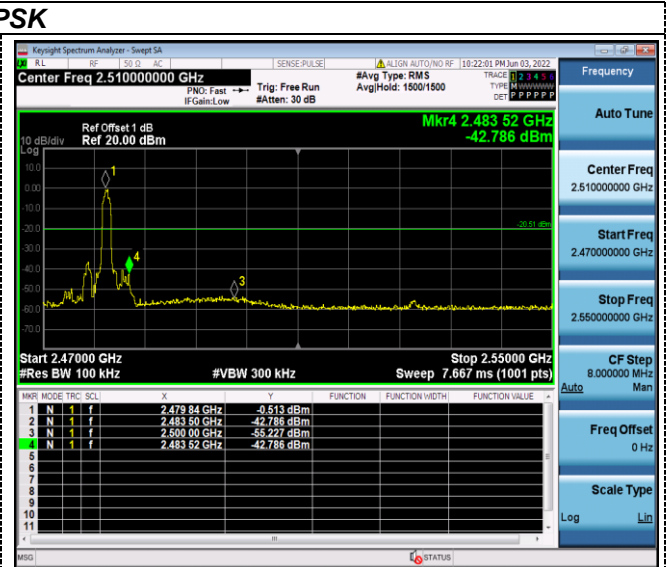 PSK
Keysight Spectrum Analyzer - Swept SA
RL RF 50 Ω AC SENSE:PULSE ALIGN AUTO/NO RF 10:22:01 PM Jun 03, 2022
Center Freq 2.510000000 GHz
#Avg Type: RMS
TRACE 1 2 3 4 5 6
PNO: Fast Trig: Free Run
Avg|Hold: 1500/1500
TYPE M WWWWW
IFGain:Low #Atten: 30 dB
DET P P P P P P
Mkr4 2.483 52 GHz
-42.786 dBm
Ref Offset 1 dB
10 dB/div Ref 20.00 dBm
Log
10.0
0.00
-10.0
-20.0
-30.0
-40.0
-50.0
-60.0
-70.0
1
4
3
-20.51 dBm
Start 2.47000 GHz Stop 2.55000 GHz
#Res BW 100 kHz #VBW 300 kHz Sweep 7.667 ms (1001 pts)
MKR MODE TRC SCL X Y FUNCTION FUNCTION WIDTH FUNCTION VALUE
1 N 1 f 2.479 84 GHz -0.513 dBm
2 N 1 f 2.483 50 GHz -42.786 dBm
3 N 1 f 2.500 00 GHz -55.227 dBm
4 N 1 f 2.483 52 GHz -42.786 dBm
5
6
7
8
9
10
11
MSG STATUS
Frequency
Auto Tune
Center Freq
2.510000000 GHz
Start Freq
2.470000000 GHz
Stop Freq
2.550000000 GHz
CF Step
8.000000 MHz
Auto Man
Freq Offset
0 Hz
Scale Type
Log Lin